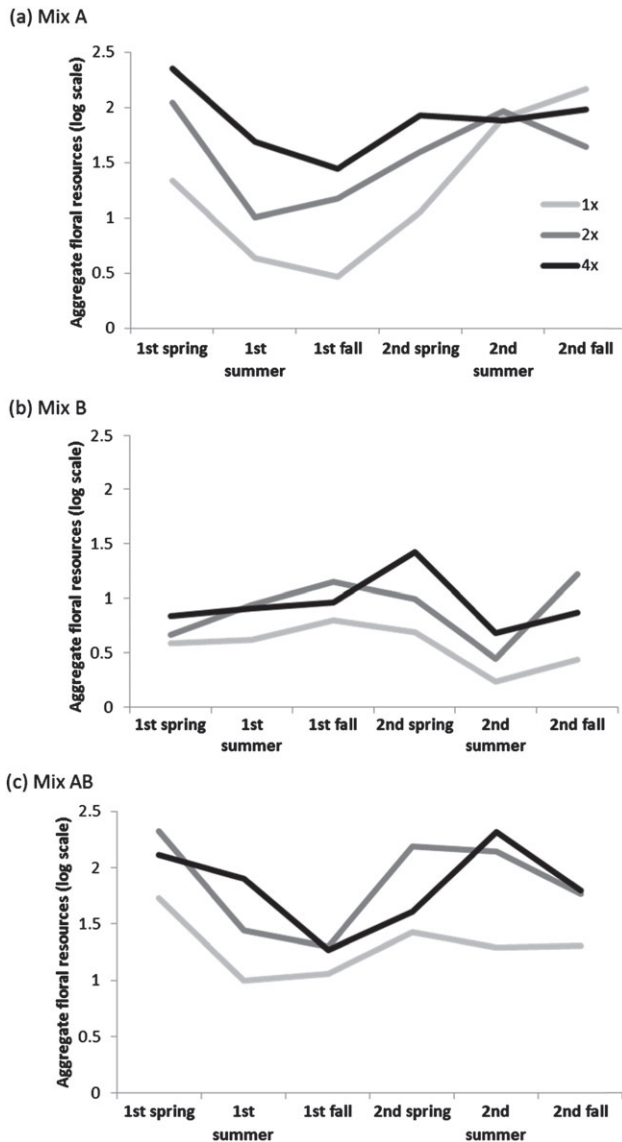 (a) Mix A
Aggregate floral resources (log scale)
2.5
2
1.5
1
0.5
0
1x
2x
4x
1st spring
1st summer
1st fall
2nd spring
2nd summer
2nd fall
(b) Mix B
Aggregate floral resources (log scale)
2.5
2
1.5
1
0.5
0
1st spring
1st summer
1st fall
2nd spring
2nd summer
2nd fall
(c) Mix AB
Aggregate floral resources (log scale)
2.5
2
1.5
1
0.5
0
1st spring
1st summer
1st fall
2nd spring
2nd summer
2nd fall